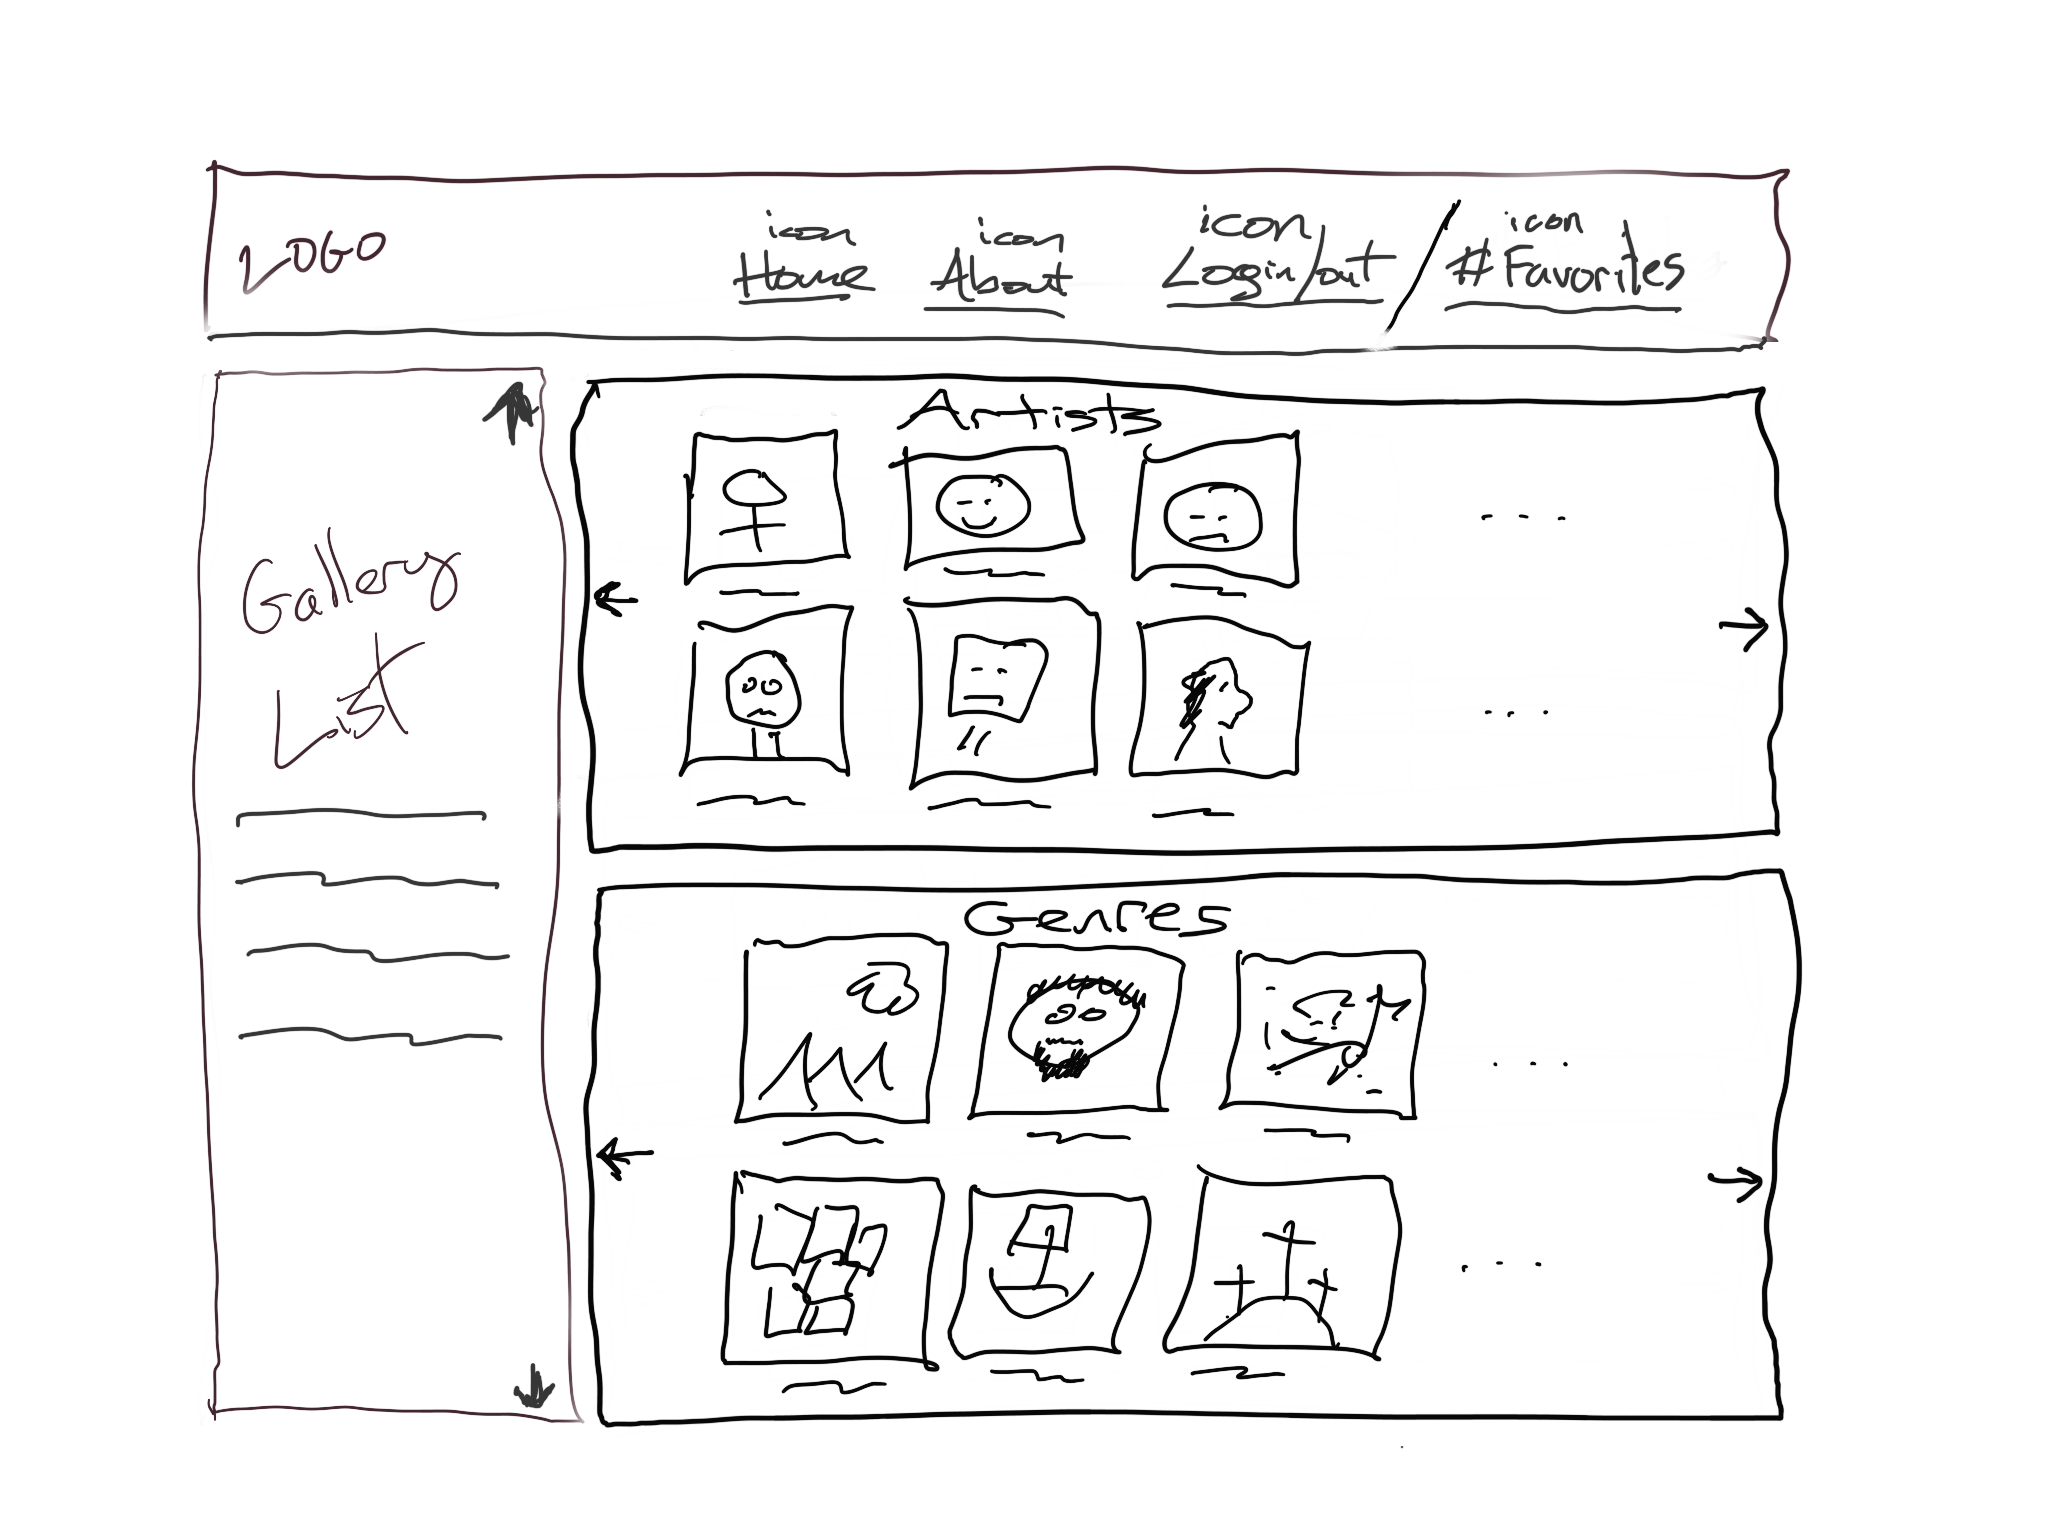 LOGO
icon icon icon icon
Home About Login/out / # Favorites
Gallery
List
Artists
...
...
Genres
...
...